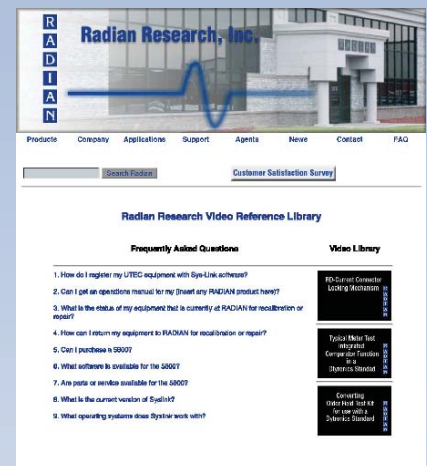 RADIAN
Radian Research, Inc.
Products Company Applications Support Agents News Contact FAQ
Search Radian
Customer Satisfaction Survey
Radian Research Video Reference Library
Frequently Asked Questions
Video Library
1. How do I register my UTEC equipment with Sys-Link software?
2. Can I get an operations manual for my (insert any RADIAN product here)?
3. What is the status of my equipment that is currently at RADIAN for recalibration or
repair?
4. How can I return my equipment to RADIAN for recalibration or repair?
5. Can I purchase a 5800?
6. What software is available for the 5800?
7. Are parts or service available for the 5800?
8. What is the current version of Syslink?
9. What operating systems does Syslink work with?
RD-Current Connector
Locking Mechanism
RADIAN
Typical Meter Test
Integrated
Comparator Function
in a
Dytronics Standard
RADIAN
Converting
Older Field Test Kit
for use with a
Dytronics Standard
RADIAN